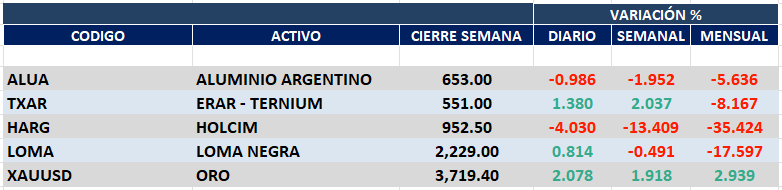 VARIACIÓN %
CODIGO ACTIVO CIERRE SEMANA DIARIO SEMANAL MENSUAL
ALUA ALUMINIO ARGENTINO 653.00 -0.986 -1.952 -5.636
TXAR ERAR - TERNIUM 551.00 1.380 2.037 -8.167
HARG HOLCIM 952.50 -4.030 -13.409 -35.424
LOMA LOMA NEGRA 2,229.00 0.814 -0.491 -17.597
XAUUSD ORO 3,719.40 2.078 1.918 2.939